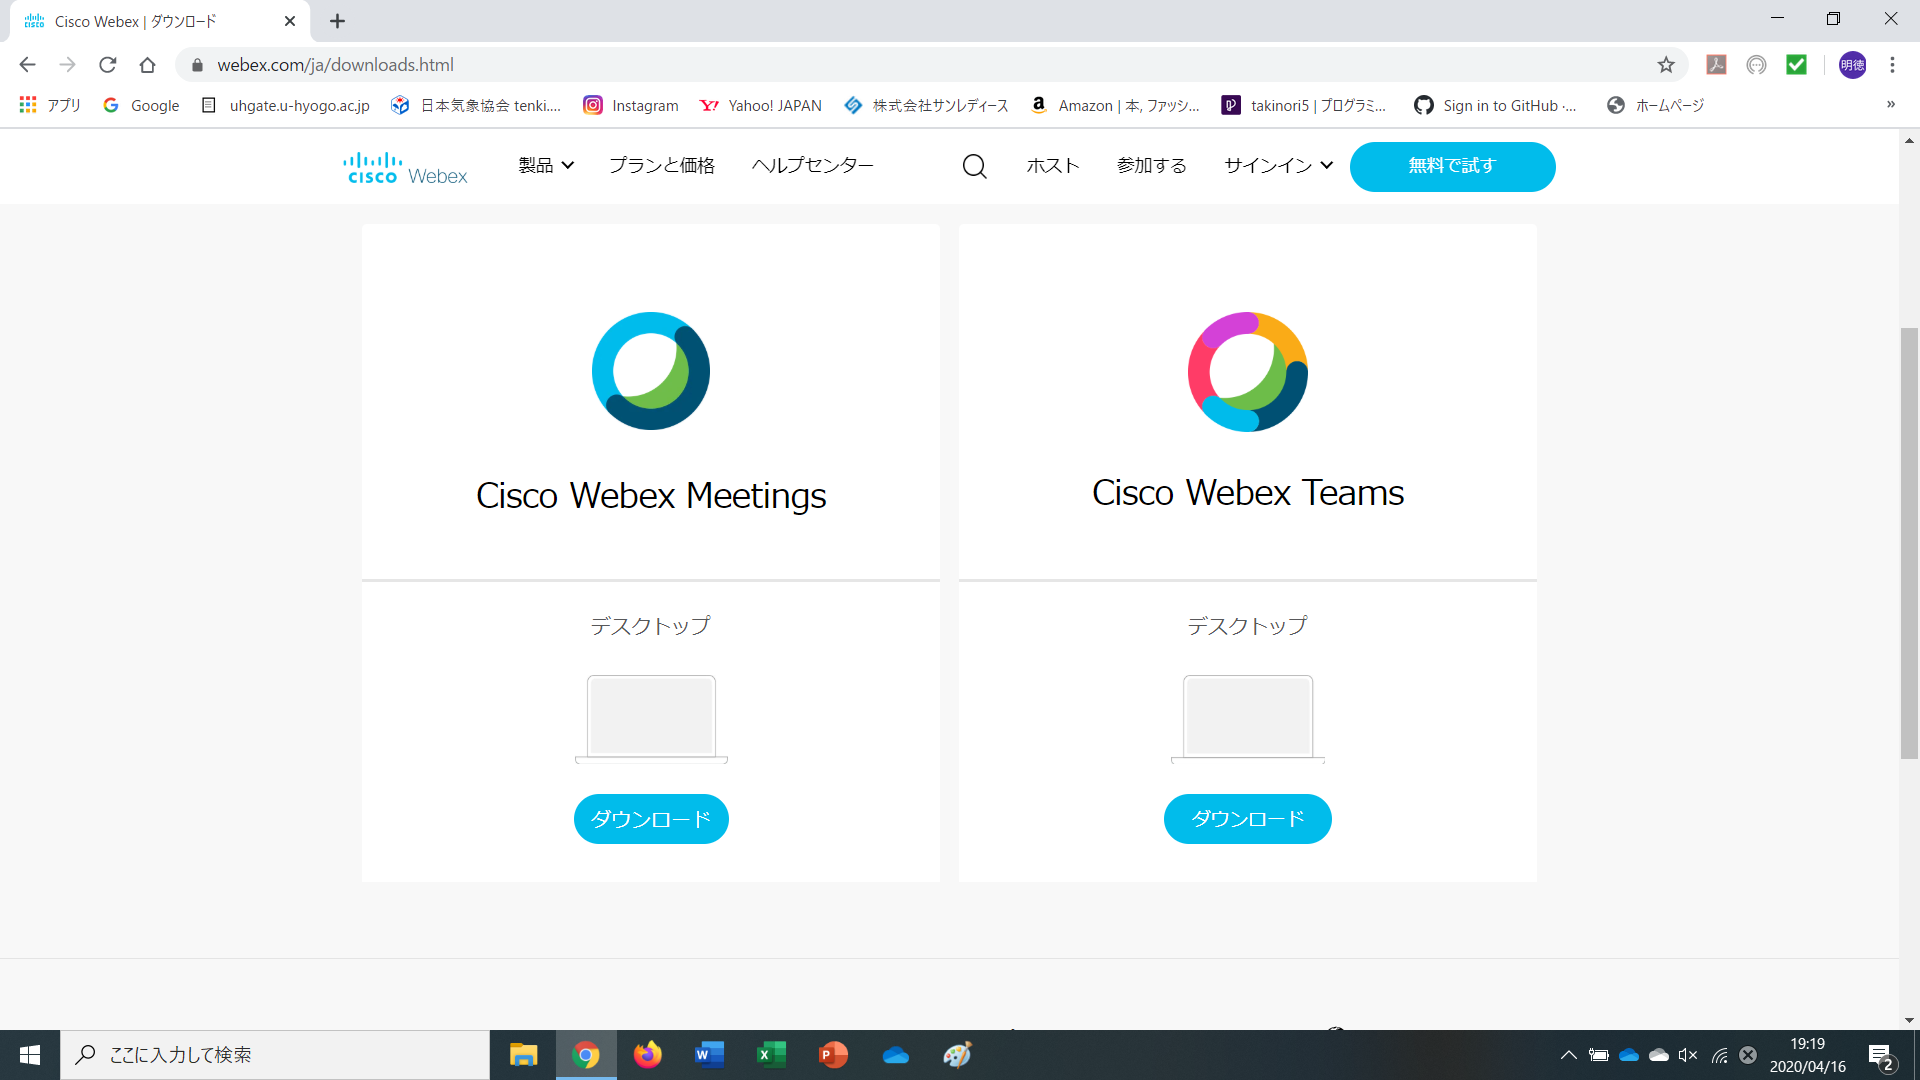 Cisco Webex | ダウンロード
webex.com/ja/downloads.html
明徳
アプリ Google uhgate.u-hyogo.ac.jp 日本気象協会 tenki.... Instagram Yahoo! JAPAN 株式会社サンレディース Amazon | 本, ファッシ... takinori5 | プログラミ... Sign in to GitHub ·... ホームページ »
cisco Webex 製品 プランと価格 ヘルプセンター ホスト 参加する サインイン 無料で試す
Cisco Webex Meetings
Cisco Webex Teams
デスクトップ
デスクトップ
ダウンロード
ダウンロード
ここに入力して検索
19:19
2020/04/16
2